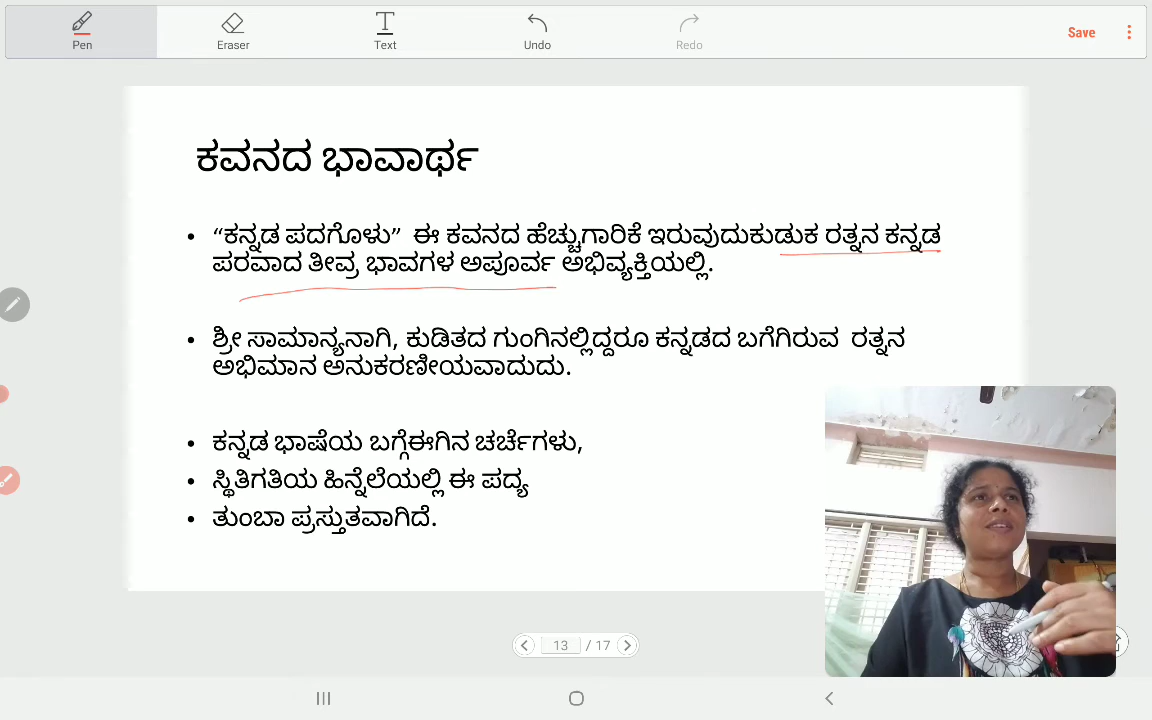 Pen
Eraser
Text
Undo
Redo
Save
ಕವನದ ಭಾವಾರ್ಥ
• “ಕನ್ನಡ ಪದಗೊಳು” ಈ ಕವನದ ಹೆಚ್ಚುಗಾರಿಕೆ ಇರುವುದುಕುಡುಕ ರತ್ನನ ಕನ್ನಡ
ಪರವಾದ ತೀವ್ರ ಭಾವಗಳ ಅಪೂರ್ವ ಅಭಿವ್ಯಕ್ತಿಯಲ್ಲಿ.
• ಶ್ರೀ ಸಾಮಾನ್ಯನಾಗಿ, ಕುಡಿತದ ಗುಂಗಿನಲ್ಲಿದ್ದರೂ ಕನ್ನಡದ ಬಗೆಗಿರುವ ರತ್ನನ
ಅಭಿಮಾನ ಅನುಕರಣೀಯವಾದುದು.
• ಕನ್ನಡ ಭಾಷೆಯ ಬಗ್ಗೆಈಗಿನ ಚರ್ಚೆಗಳು,
• ಸ್ಥಿತಿಗತಿಯ ಹಿನ್ನೆಲೆಯಲ್ಲಿ ಈ ಪದ್ಯ
• ತುಂಬಾ ಪ್ರಸ್ತುತವಾಗಿದೆ.
13 / 17